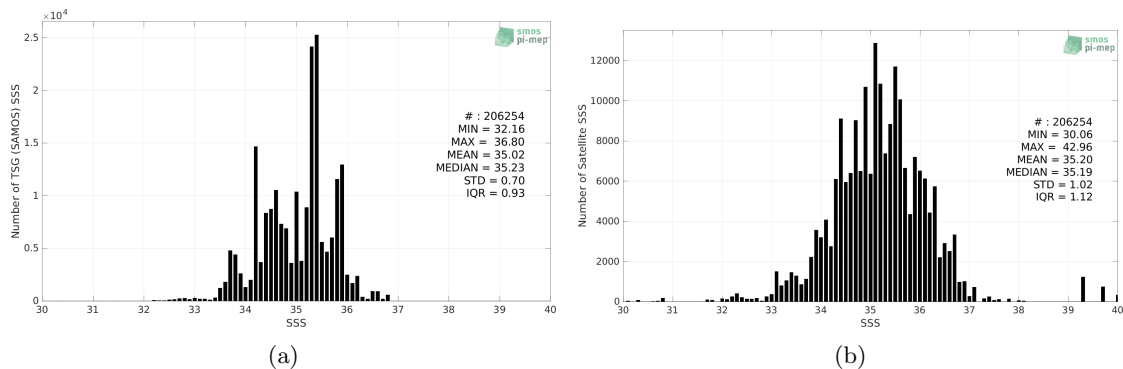 ×10⁴
2.5
2
1.5
1
0.5
0
Number of TSG (SAMOS) SSS
30 31 32 33 34 35 36 37 38 39 40
SSS
smos
pi-mep
# : 206254
MIN = 32.16
MAX = 36.80
MEAN = 35.02
MEDIAN = 35.23
STD = 0.70
IQR = 0.93
(a)
12000
10000
8000
6000
4000
2000
0
Number of Satellite SSS
30 31 32 33 34 35 36 37 38 39 40
SSS
smos
pi-mep
# : 206254
MIN = 30.06
MAX = 42.96
MEAN = 35.20
MEDIAN = 35.19
STD = 1.02
IQR = 1.12
(b)